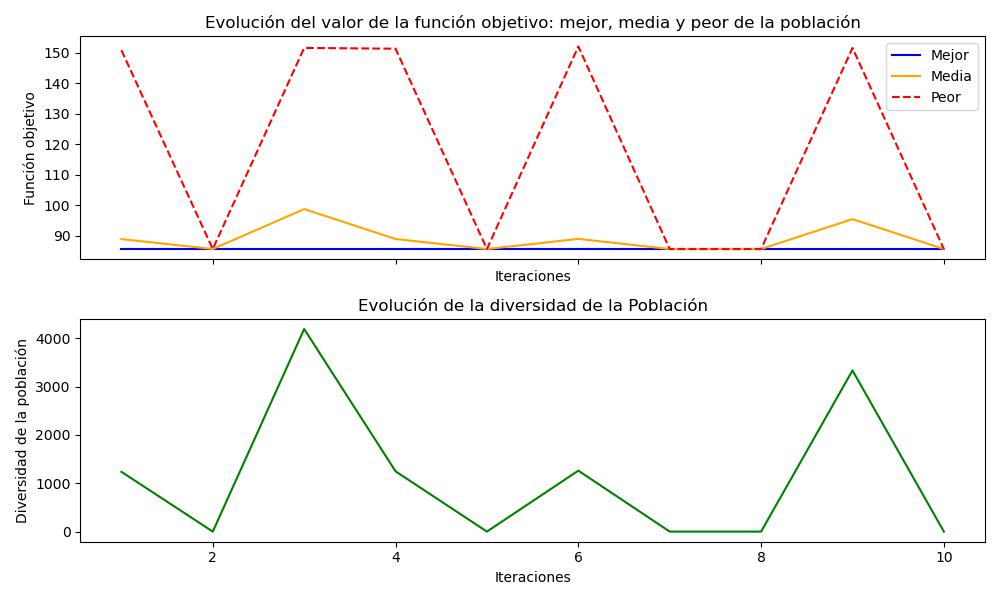 Evolución del valor de la función objetivo: mejor, media y peor de la población
Función objetivo
150
140
130
120
110
100
90
Mejor
Media
Peor
Iteraciones
Evolución de la diversidad de la Población
Diversidad de la población
4000
3000
2000
1000
0
2
4
6
8
10
Iteraciones